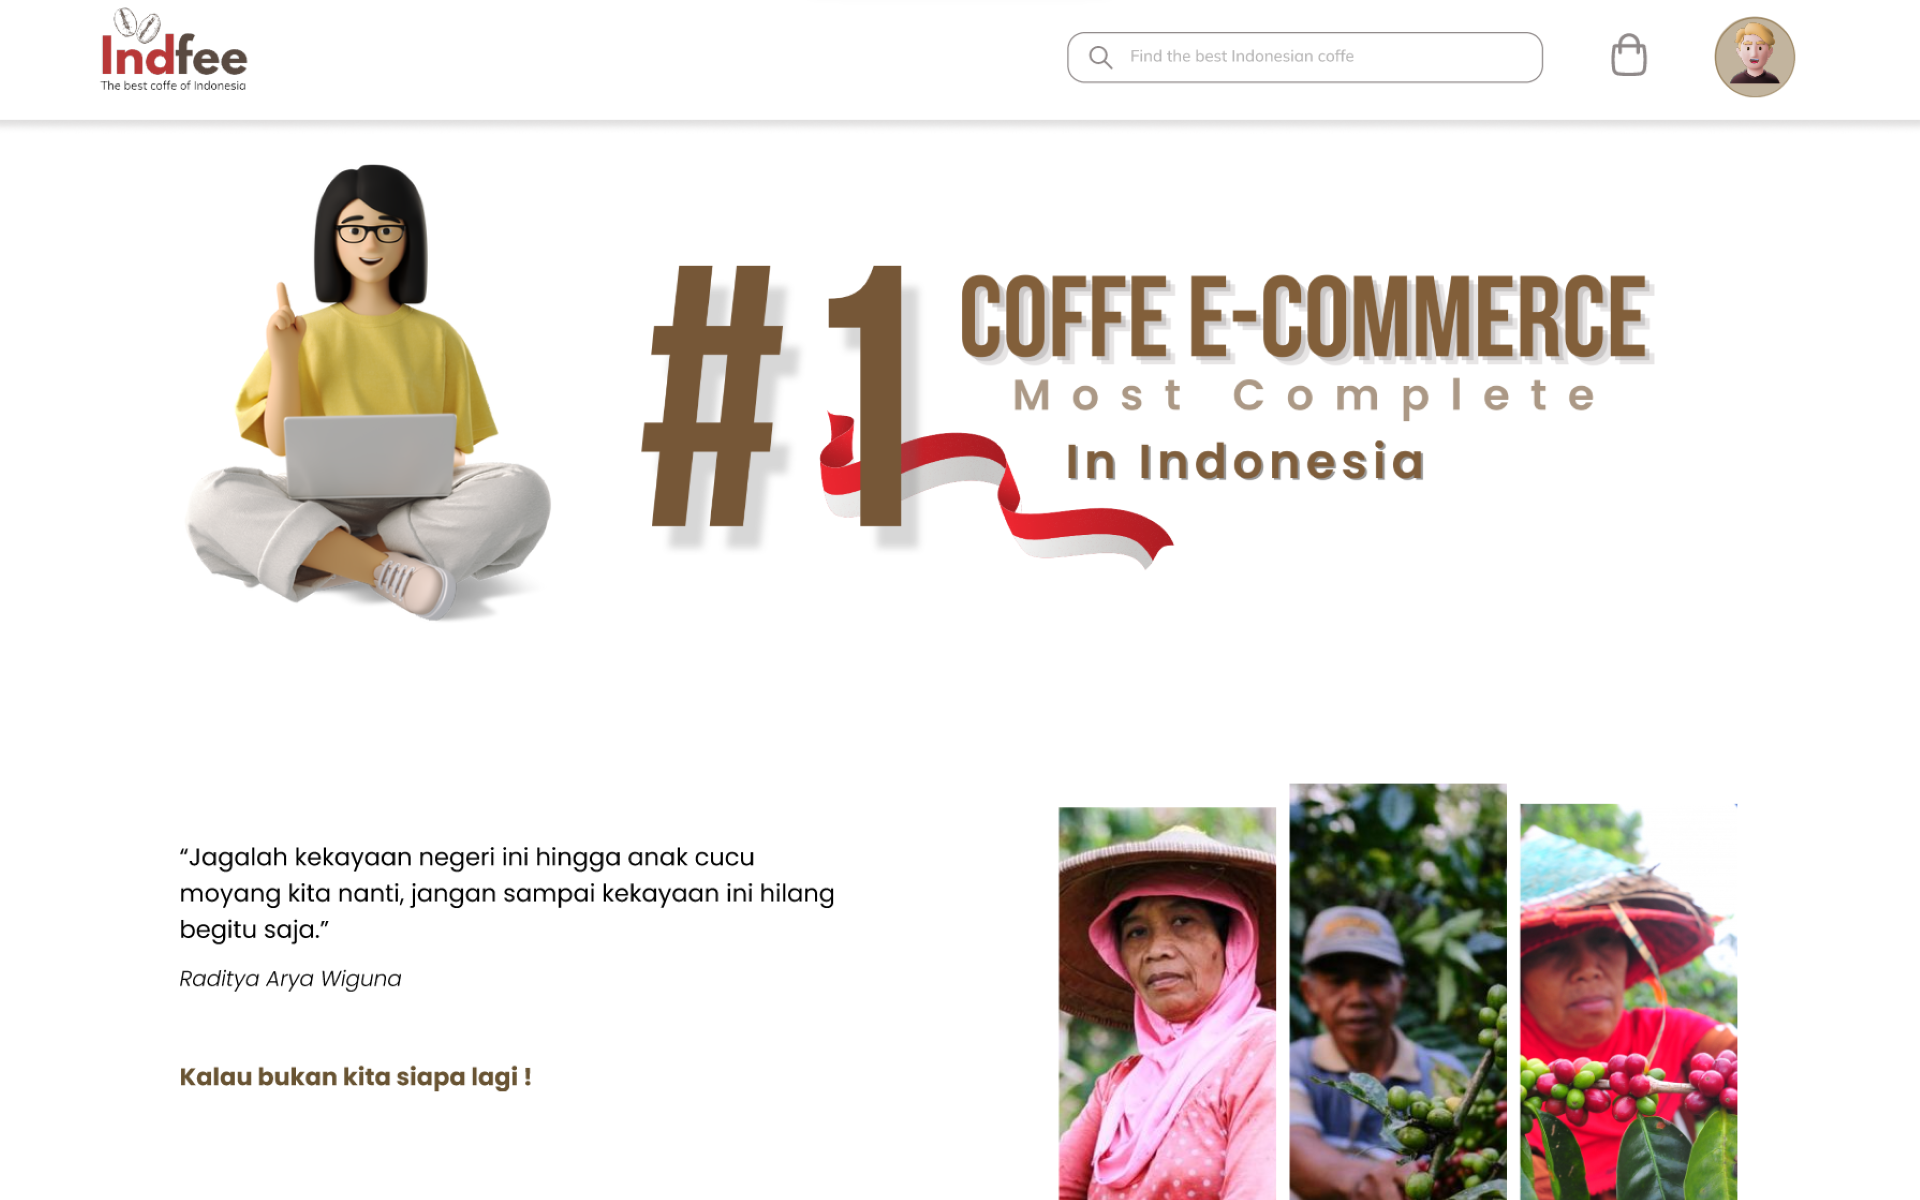 Indfee
The best coffe of Indonesia
Find the best Indonesian coffe
#1
COFFE E-COMMERCE
Most Complete
In Indonesia
“Jagalah kekayaan negeri ini hingga anak cucu
moyang kita nanti, jangan sampai kekayaan ini hilang
begitu saja.”
Raditya Arya Wiguna
Kalau bukan kita siapa lagi !